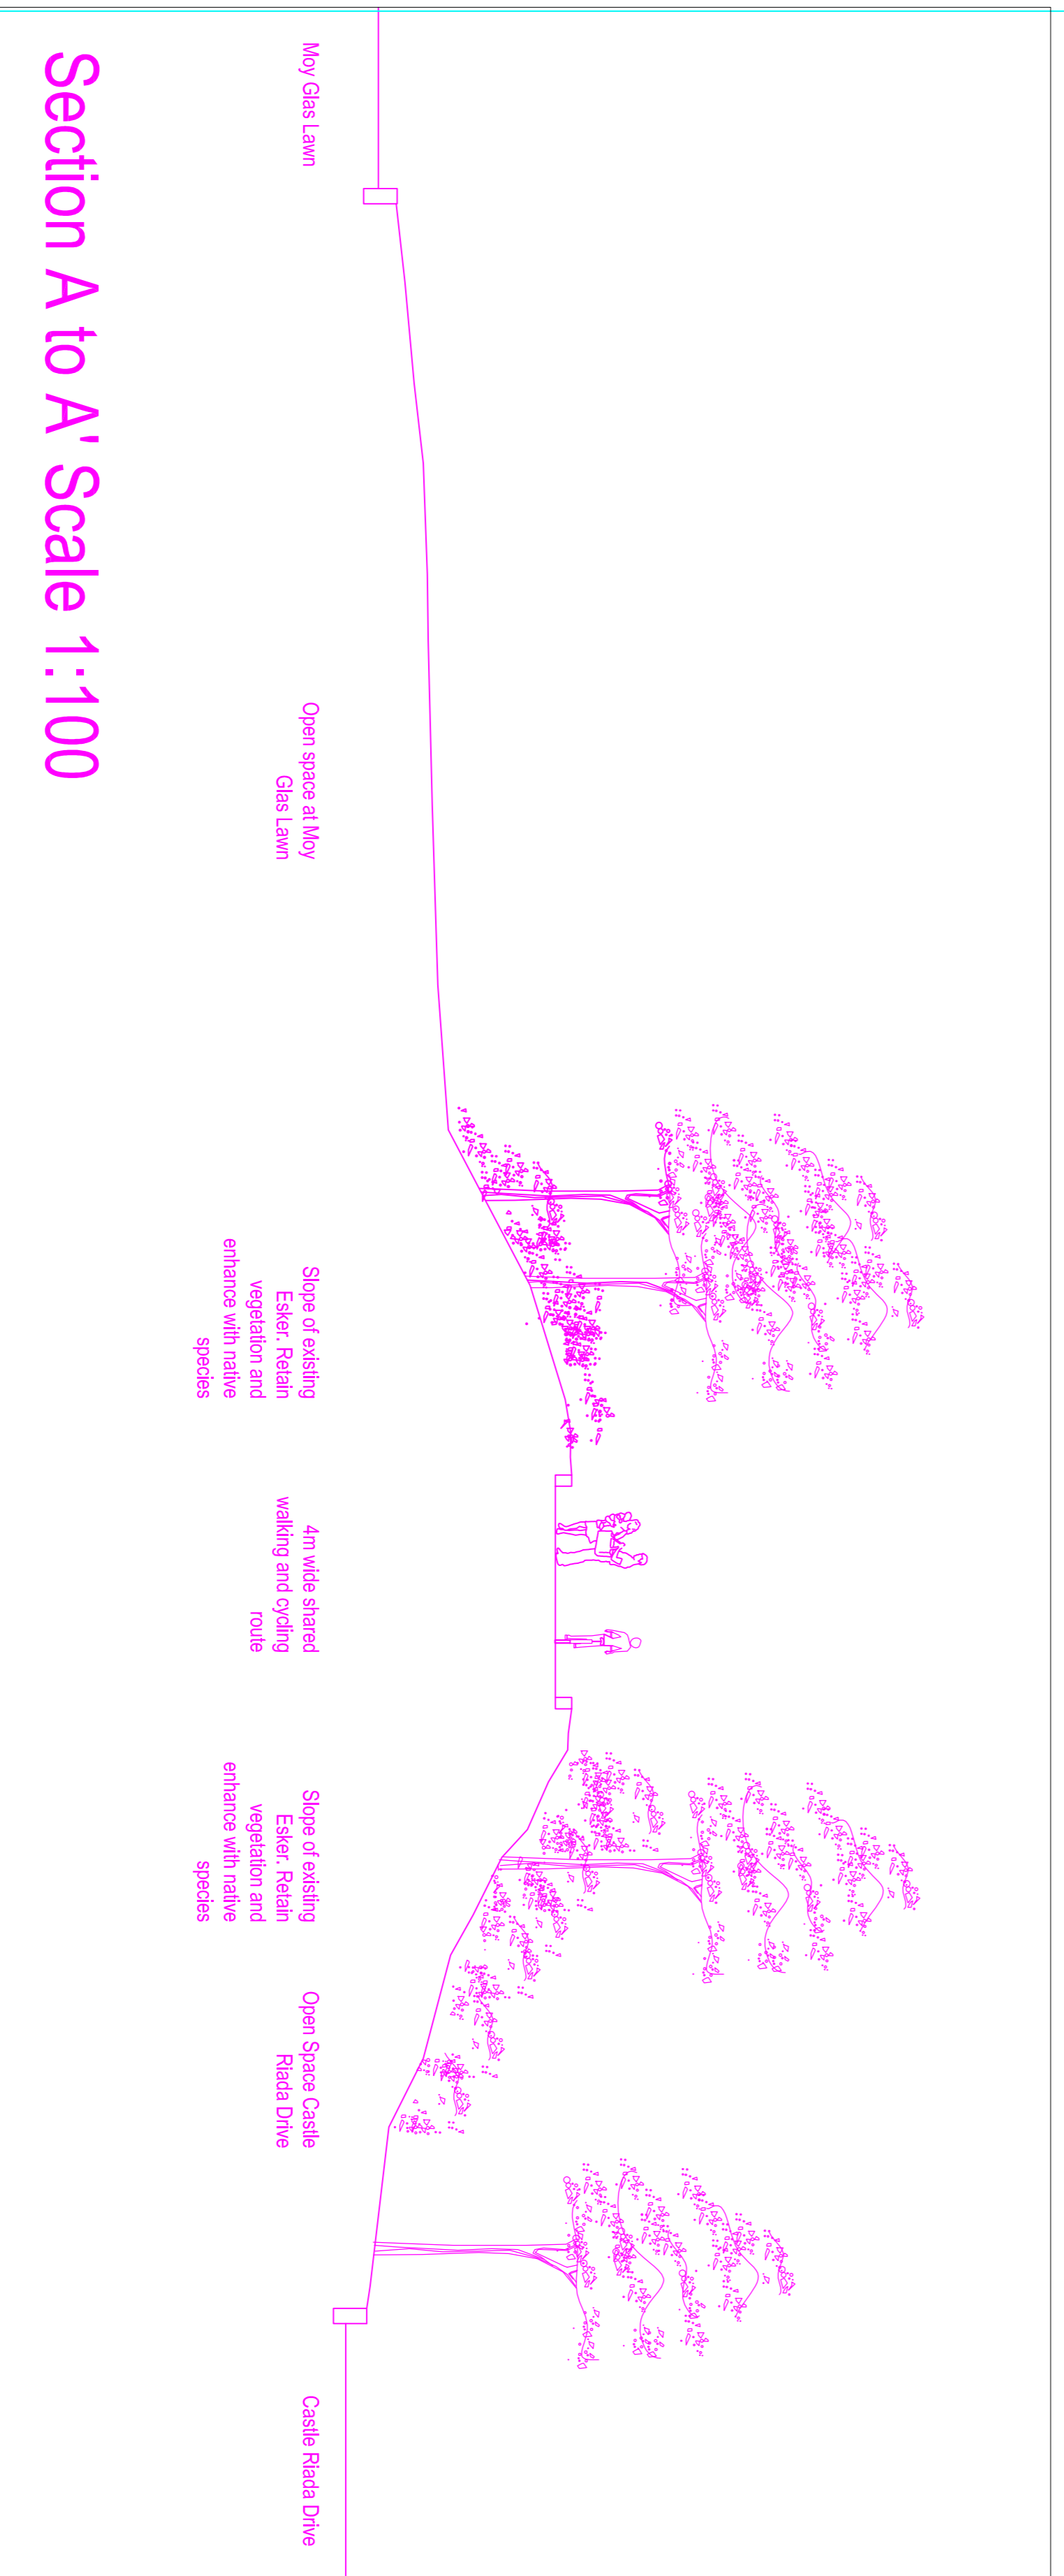 Moy Glas Lawn
Open space at Moy
Glas Lawn
Slope of existing
Esker. Retain
vegetation and
enhance with native
species
4m wide shared
walking and cycling
route
Slope of existing
Esker. Retain
vegetation and
enhance with native
species
Open Space Castle
Riada Drive
Castle Riada Drive
Section A to A' Scale 1:100